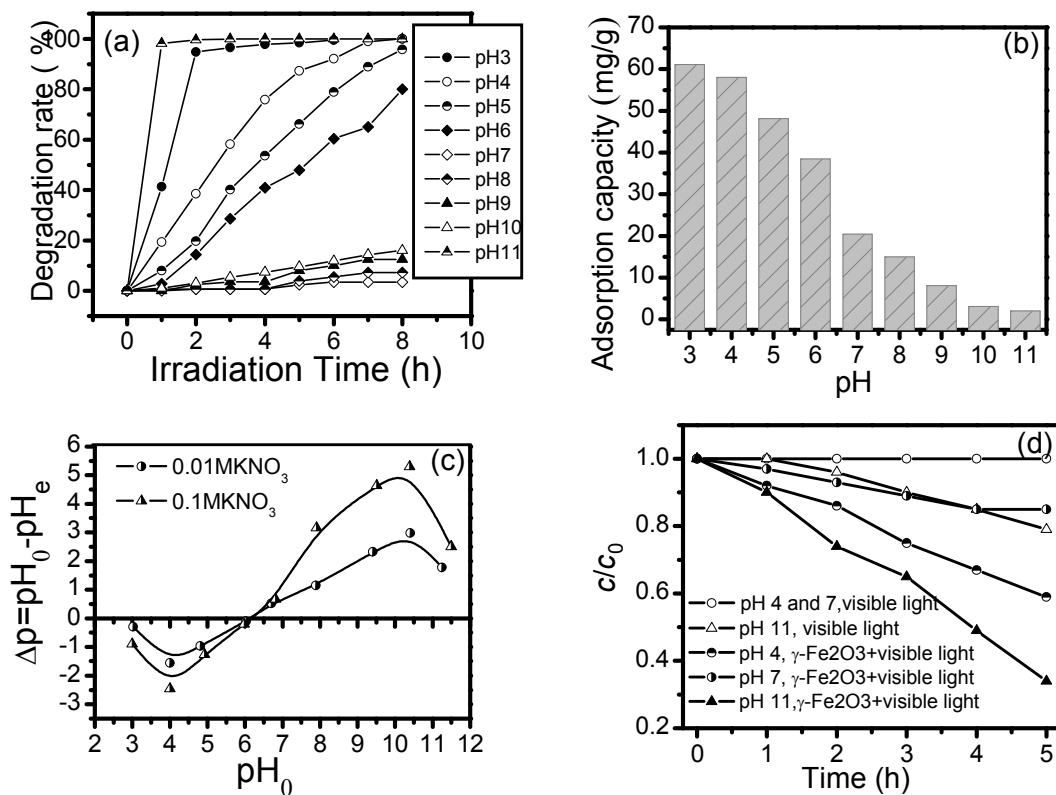 (a)
Degradation rate ( %)
100
80
60
40
20
0
0 2 4 6 8 10
Irradiation Time (h)
pH3
pH4
pH5
pH6
pH7
pH8
pH9
pH10
pH11
(b)
Adsorption capacity (mg/g)
70
60
50
40
30
20
10
0
3 4 5 6 7 8 9 10 11
pH
(c)
Δp=pH₀-pHₑ
6
5
4
3
2
1
0
-1
-2
-3
0.01MKNO₃
0.1MKNO₃
2 3 4 5 6 7 8 9 10 11 12
pH₀
(d)
c/c₀
1.0
0.8
0.6
0.4
0.2
pH 4 and 7,visible light
pH 11, visible light
pH 4, γ-Fe2O3+visible light
pH 7, γ-Fe2O3+visible light
pH 11,γ-Fe2O3+visible light
0 1 2 3 4 5
Time (h)